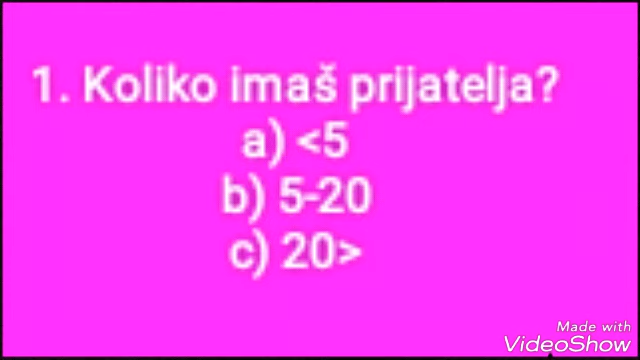 1. Koliko imaš prijatelja?
a) <5
b) 5-20
c) 20>
Made with
VideoShow